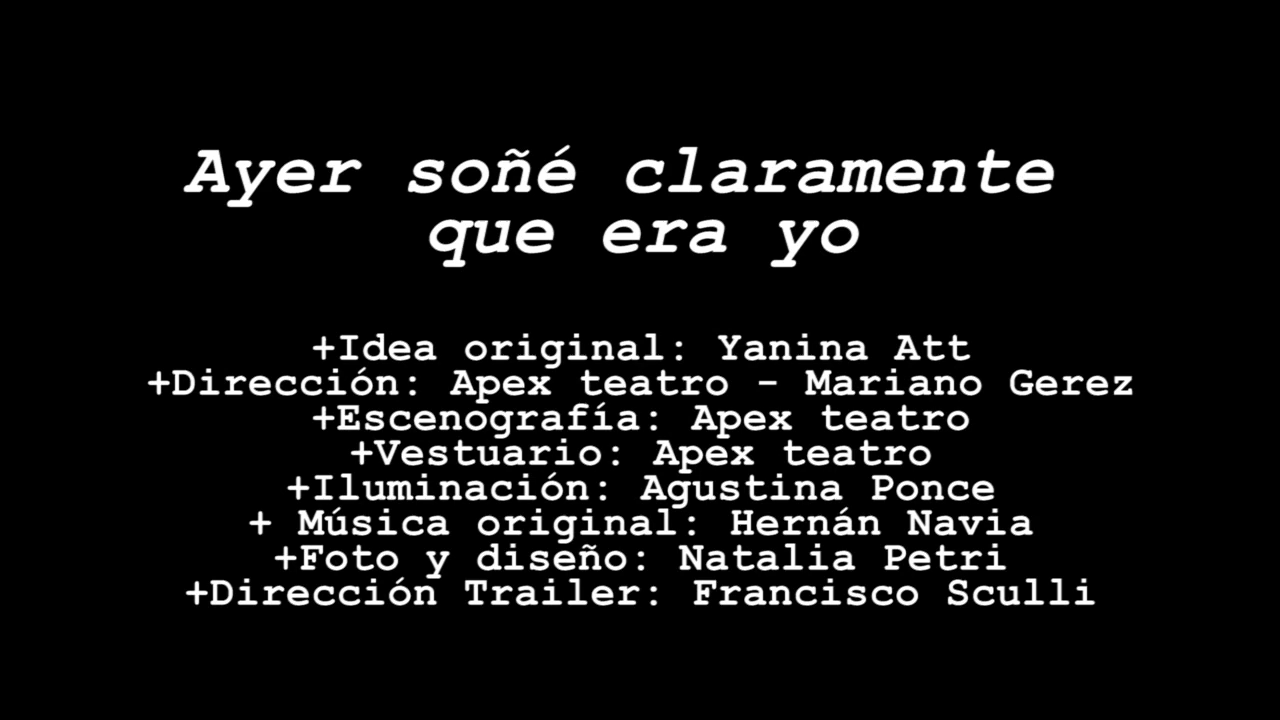 Ayer soñé claramente
que era yo
+Idea original: Yanina Att
+Dirección: Apex teatro - Mariano Gerez
+Escenografía: Apex teatro
+Vestuario: Apex teatro
+Iluminación: Agustina Ponce
+ Música original: Hernán Navia
+Foto y diseño: Natalia Petri
+Dirección Trailer: Francisco Sculli